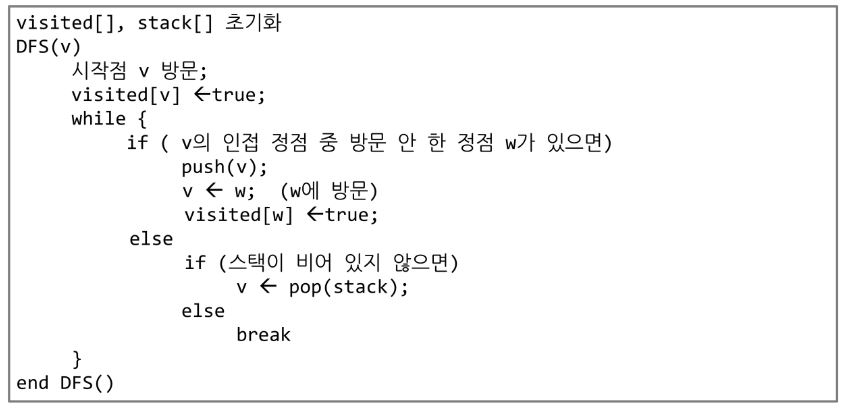 visited[], stack[] 초기화
DFS(v)
시작점 v 방문;
visited[v] ←true;
while {
if ( v의 인접 정점 중 방문 안 한 정점 w가 있으면)
push(v);
v ← w;  (w에 방문)
visited[w] ←true;
else
if (스택이 비어 있지 않으면)
v ← pop(stack);
else
break
}
end DFS()